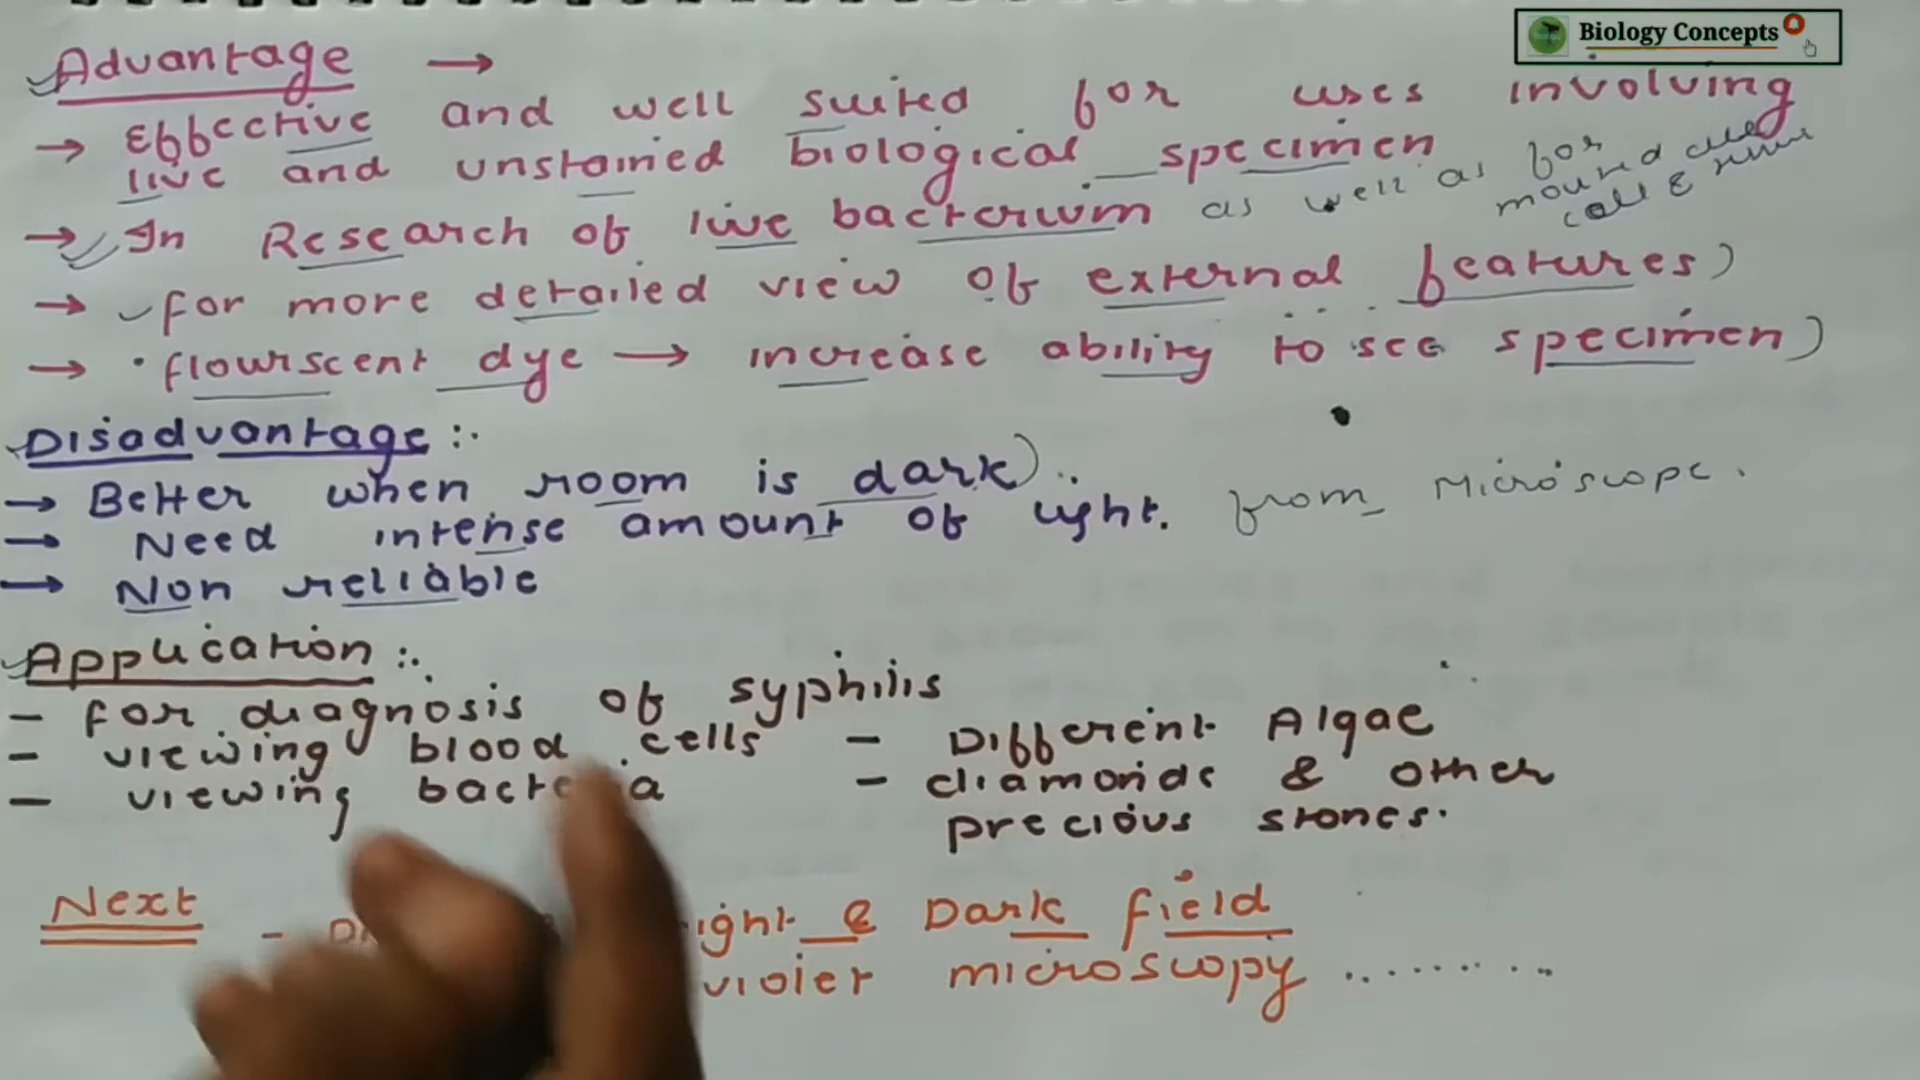 Biology Concepts
Advantage →
→ Effective and well suited for uses involving
live and unstained biological specimen
→ In Research of live bacterium as well as for
mounted
cell &
→ for more detailed view of external features)
→ flourscent dye → increase ability to see specimen)
Disadvantage :-
→ Better when room is dark)
→ Need intense amount of light. from Microscope.
→ Non reliable
Application :-
- for diagnosis of syphilis
- viewing blood cells
- viewing bacteria
- Different Algae
- diamonds & other
precious stones.
Next - & Dark field
microscopy .........